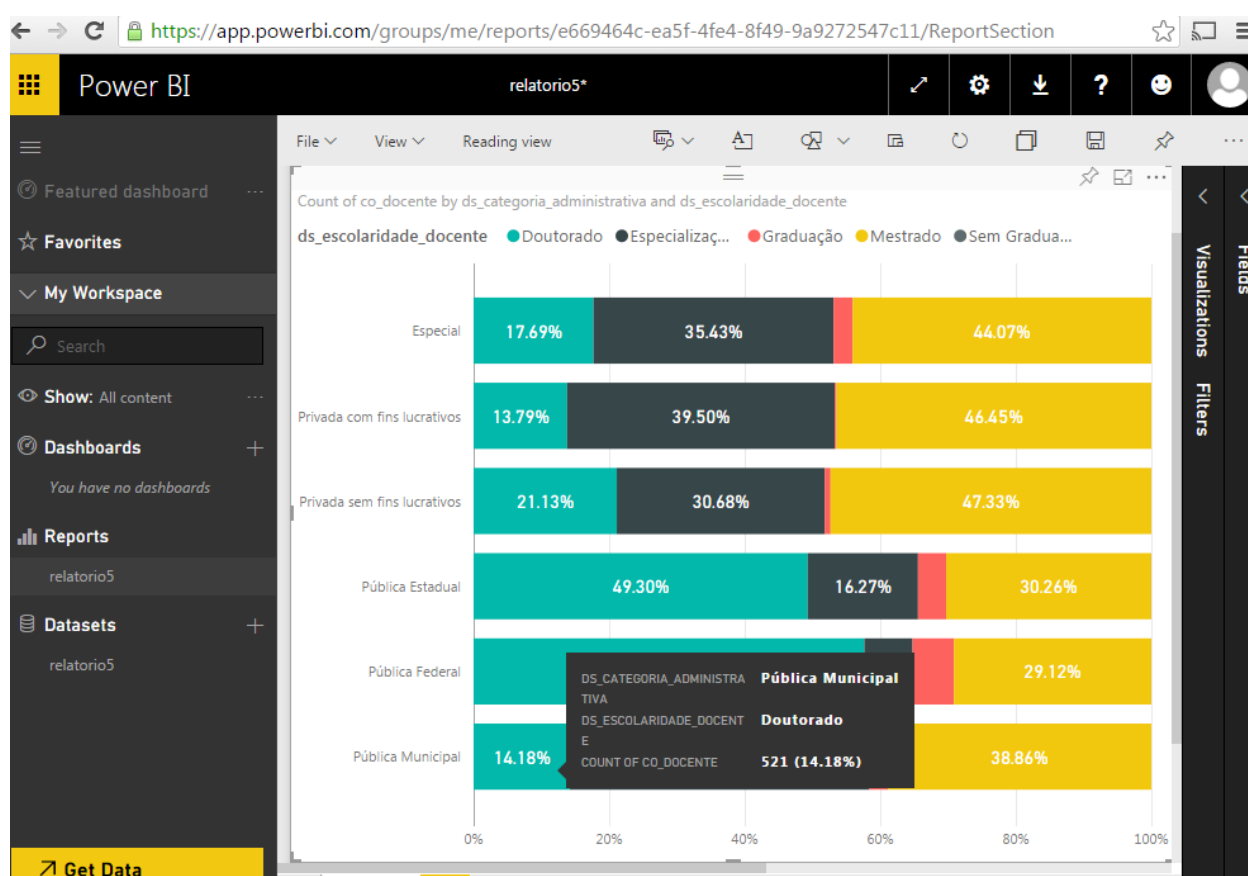 https://app.powerbi.com/groups/me/reports/e669464c-ea5f-4fe4-8f49-9a9272547c11/ReportSection
Power BI
relatorio5*
?
File View Reading view
Featured dashboard ...
Favorites
My Workspace
Search
Show: All content ...
Dashboards +
You have no dashboards
Reports
relatorio5
Datasets +
relatorio5
Get Data
Count of co_docente by ds_categoria_administrativa and ds_escolaridade_docente
ds_escolaridade_docente Doutorado Especializaç... Graduação Mestrado Sem Gradua...
Especial 17.69% 35.43% 44.07%
Privada com fins lucrativos 13.79% 39.50% 46.45%
Privada sem fins lucrativos 21.13% 30.68% 47.33%
Pública Estadual 49.30% 16.27% 30.26%
Pública Federal 29.12%
Pública Municipal 14.18% 38.86%
DS_CATEGORIA_ADMINISTRA Pública Municipal
TIVA
DS_ESCOLARIDADE_DOCENT Doutorado
E
COUNT OF CO_DOCENTE 521 (14.18%)
0% 20% 40% 60% 80% 100%
Visualizations
Filters
Fields